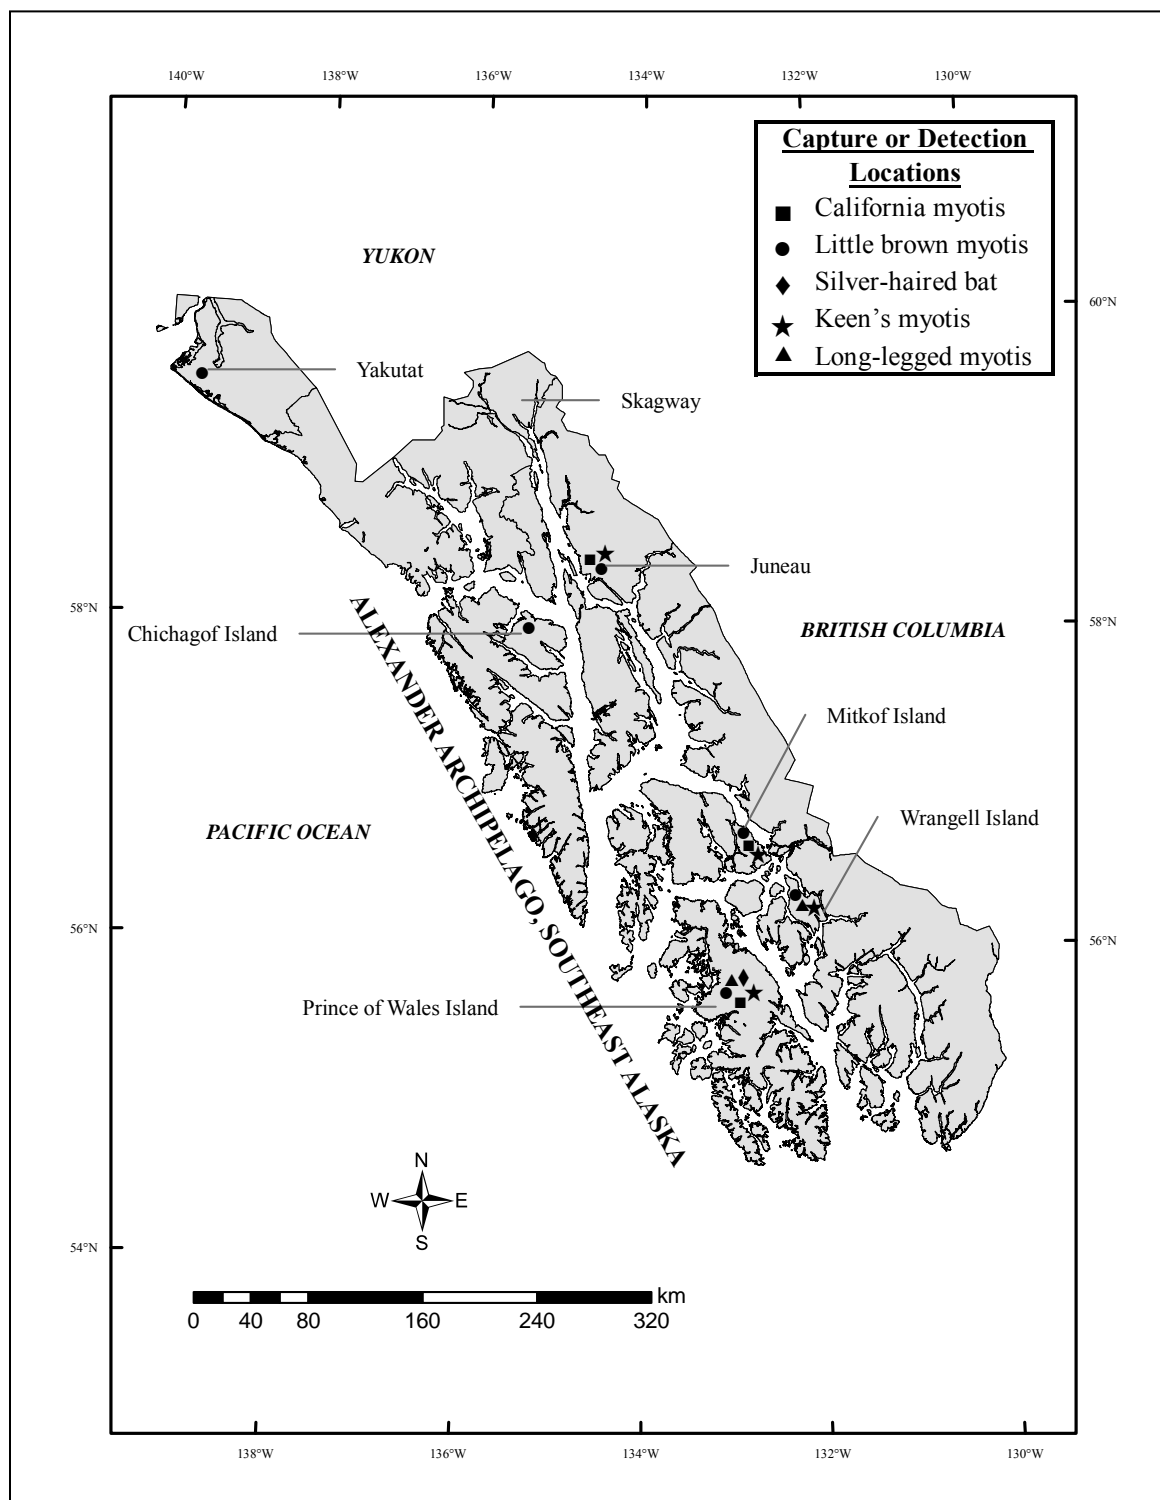 140°W 138°W 136°W 134°W 132°W 130°W
Capture or Detection
Locations
California myotis
Little brown myotis
Silver-haired bat
Keen's myotis
Long-legged myotis
YUKON
60°N
Yakutat
Skagway
Juneau
58°N
58°N
Chichagof Island
BRITISH COLUMBIA
Mitkof Island
Wrangell Island
PACIFIC OCEAN
ALEXANDER ARCHIPELAGO, SOUTHEAST ALASKA
56°N
56°N
Prince of Wales Island
N
W E
S
54°N
km
0 40 80 160 240 320
138°W 136°W 134°W 132°W 130°W